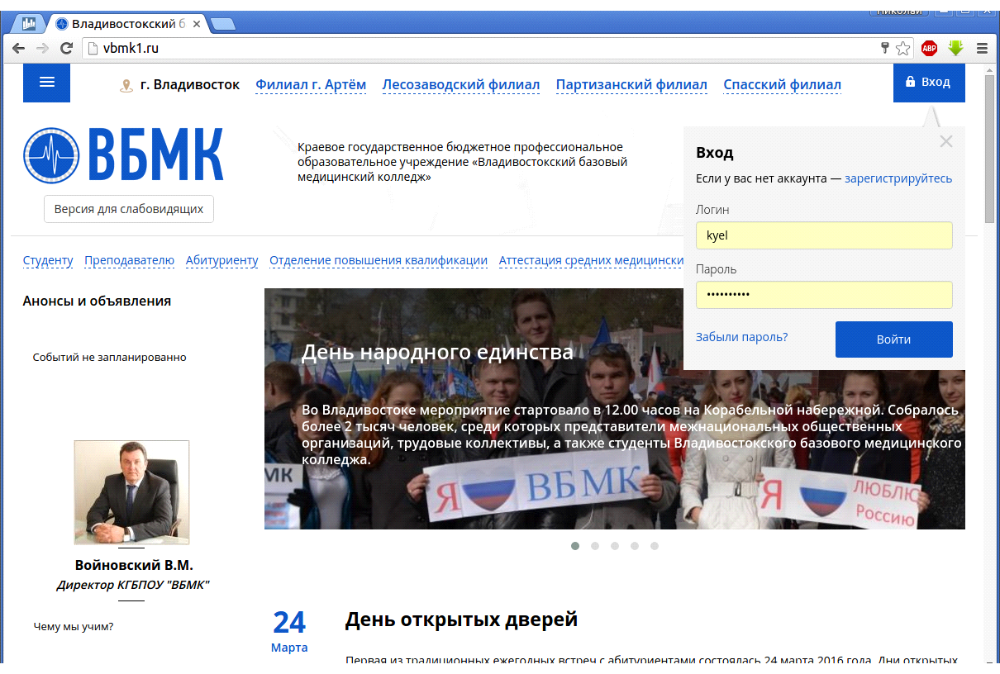 Николай
Владивостокский б
vbmk1.ru
ABP
г. Владивосток
Филиал г. Артём
Лесозаводский филиал
Партизанский филиал
Спасский филиал
Вход
ВБМК
Краевое государственное бюджетное профессиональное
образовательное учреждение «Владивостокский базовый
медицинский колледж»
Версия для слабовидящих
Вход
Если у вас нет аккаунта — зарегистрируйтесь
Логин
kyel
Пароль
••••••••••
Забыли пароль?
Войти
Студенту
Преподавателю
Абитуриенту
Отделение повышения квалификации
Аттестация средних медицински
Анонсы и объявления
Событий не запланированно
День народного единства
Во Владивостоке мероприятие стартовало в 12.00 часов на Корабельной набережной. Собралось
более 2 тысяч человек, среди которых представители межнациональных общественных
организаций, трудовые коллективы, а также студенты Владивостокского базового медицинского
колледжа.
МК
Я ВБМК
Я ЛЮБЛЮ
Россию
Войновский В.М.
Директор КГБПОУ "ВБМК"
Чему мы учим?
24
Марта
День открытых дверей
Первая из традиционных ежегодных встреч с абитуриентами состоялась 24 марта 2016 года. Дни открытых